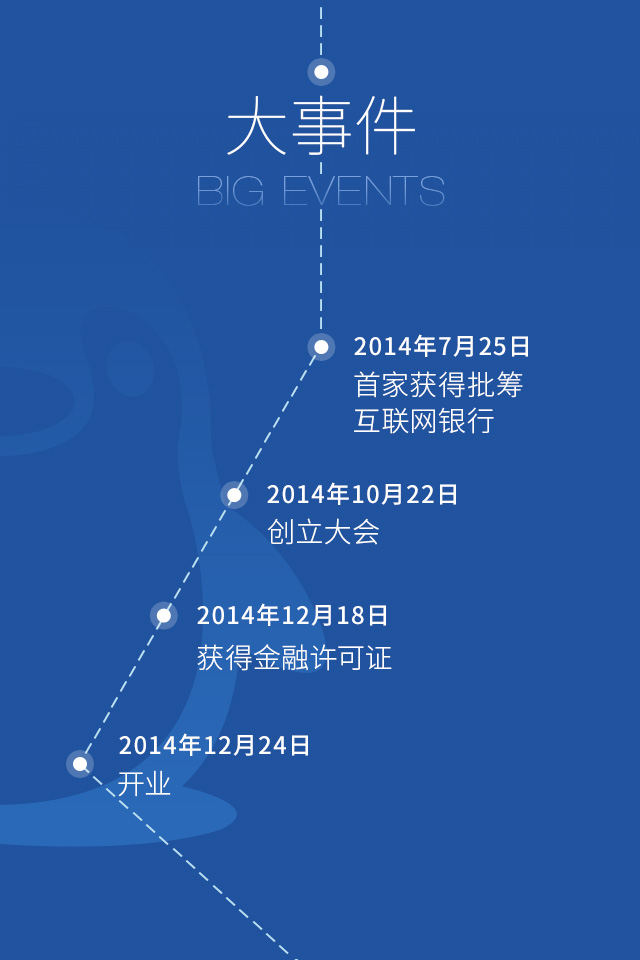 大事件
BIG EVENTS
2014年7月25日
首家获得批筹
互联网银行
2014年10月22日
创立大会
2014年12月18日
获得金融许可证
2014年12月24日
开业